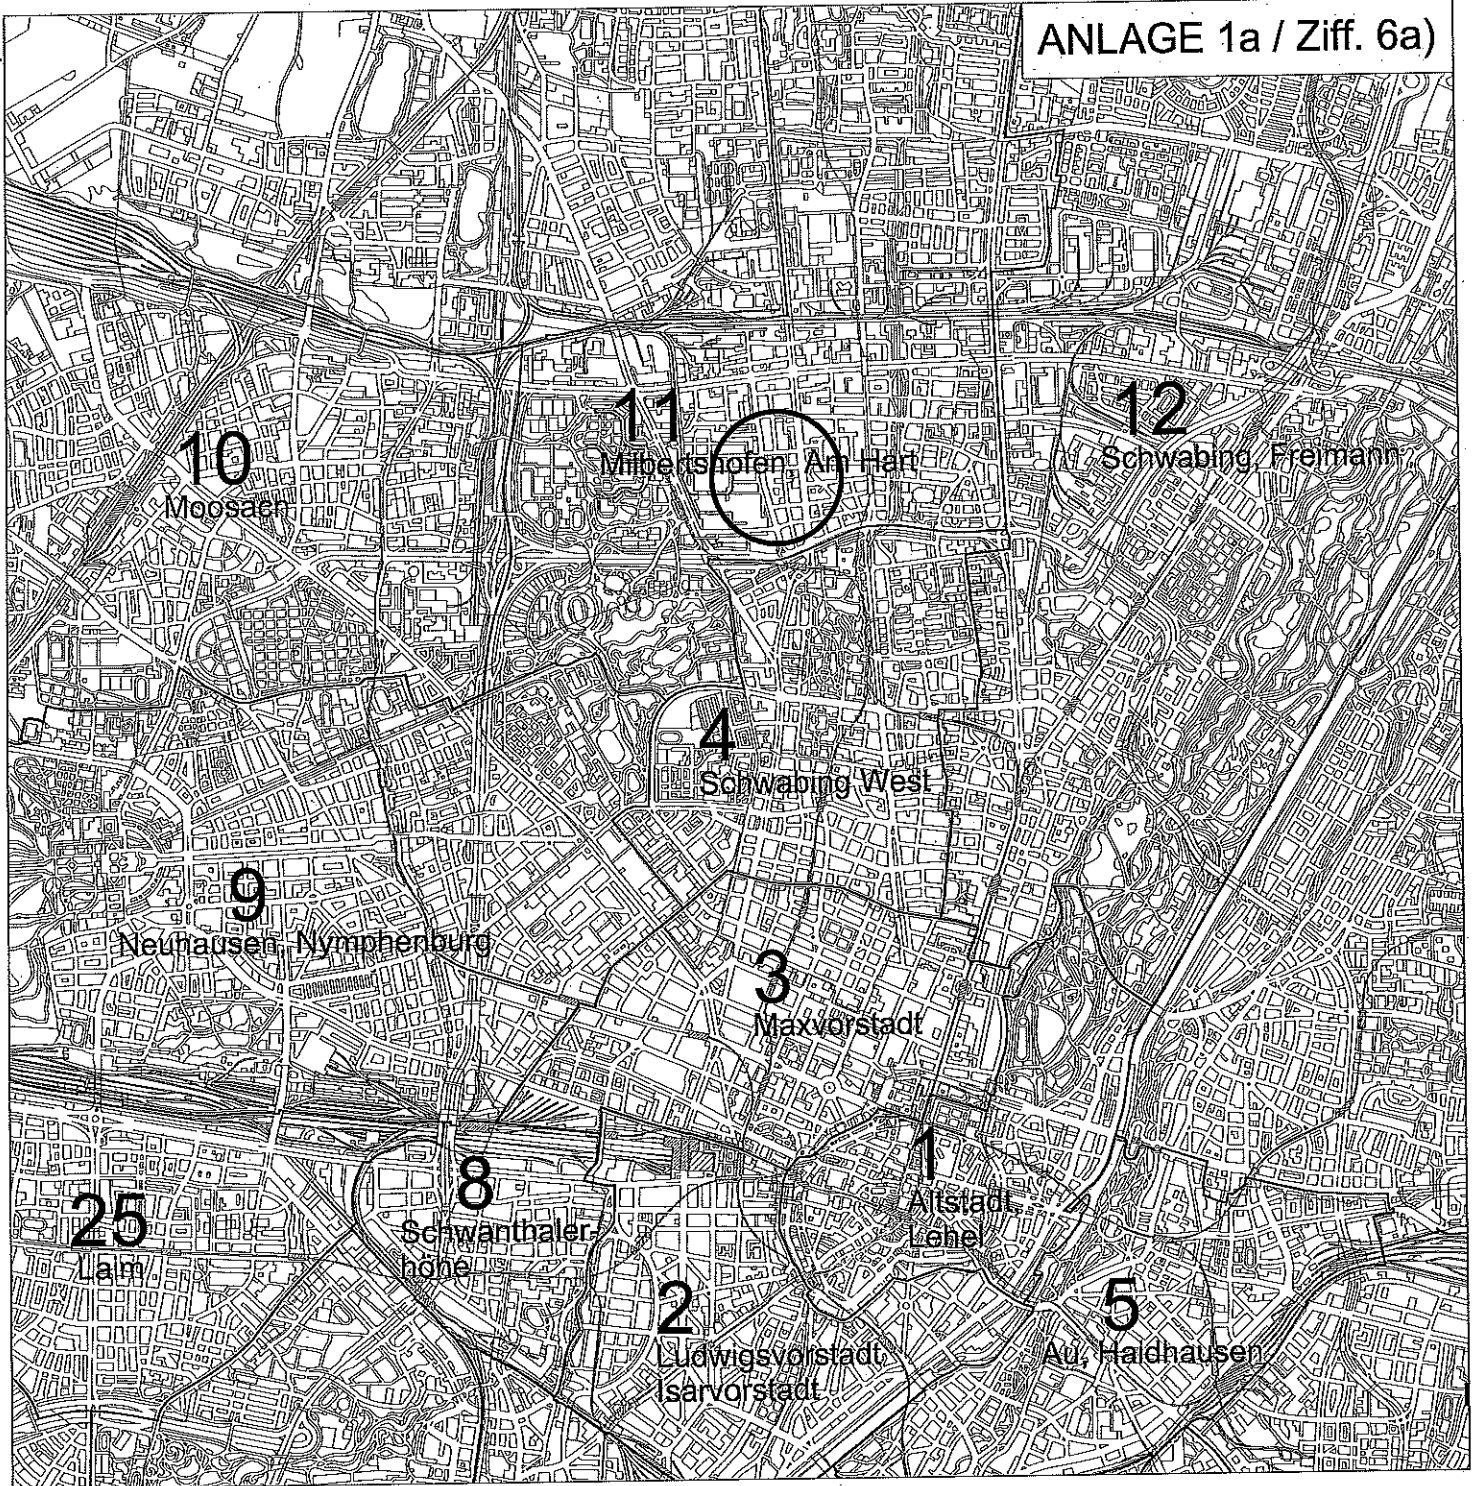 ANLAGE 1a / Ziff. 6a)
11
Milbertshofen, Am Hart
12
Schwabing, Freimann
10
Moosach
4
Schwabing West
9
Neuhausen, Nymphenburg
3
Maxvorstadt
1
Altstadt,
Lehel
8
Schwanthaler-
höhe
25
Laim
2
Ludwigsvorstadt,
Isarvorstadt
5
Au, Haidhausen